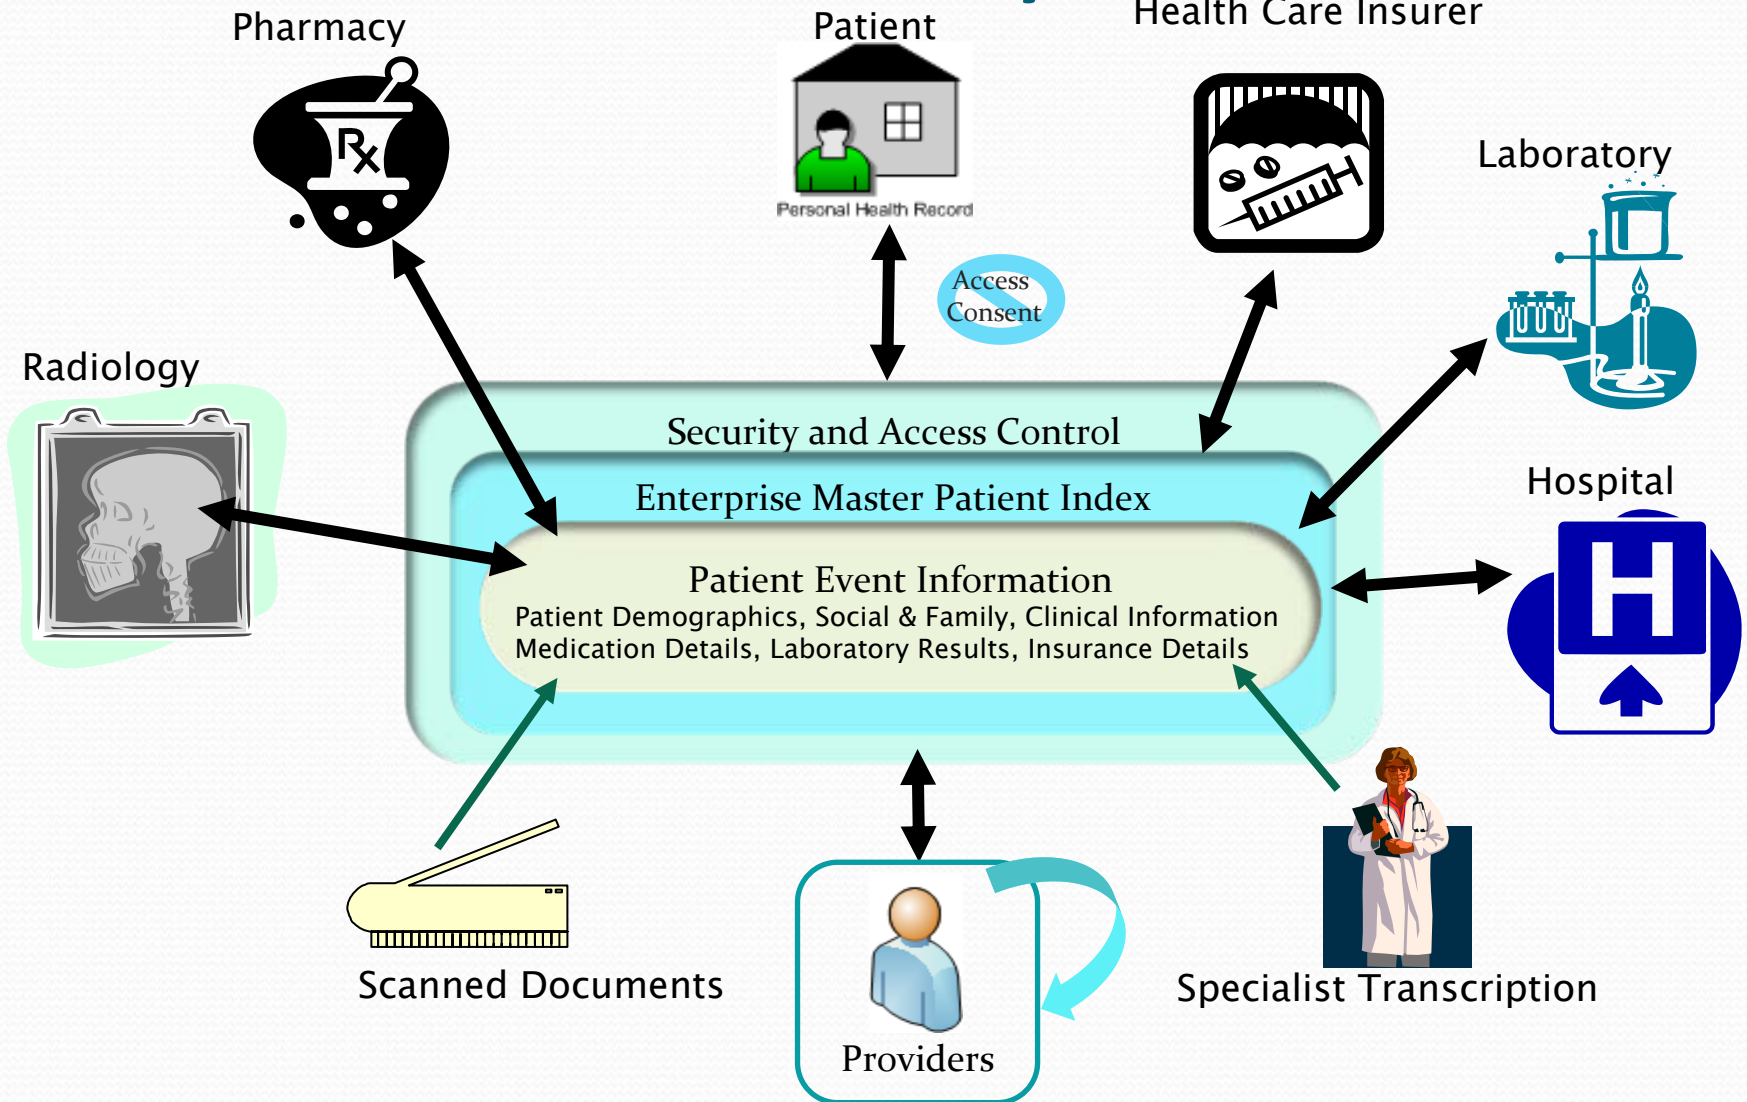 Health Care Insurer
Pharmacy
Patient
Rx
Personal Health Record
Laboratory
Access
Consent
Radiology
Security and Access Control
Hospital
Enterprise Master Patient Index
H
Patient Event Information
Patient Demographics, Social & Family, Clinical Information
Medication Details, Laboratory Results, Insurance Details
Scanned Documents
Specialist Transcription
Providers